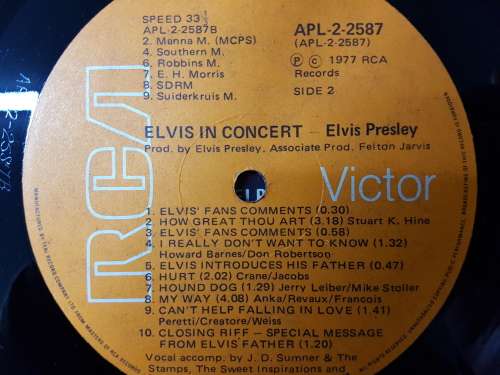 SPEED 33
APL-2-2587B
2. Manna M. (MCPS)
4. Southern M.
6. Robbins M.
7. E. H. Morris
8. SDRM
9. Suiderkruis M.
APL-2-2587
(APL-2-2587)
Ⓟ © 1977 RCA
Records
SIDE 2
RCA
ELVIS IN CONCERT – Elvis Presley
Prod. by Elvis Presley. Associate Prod. Felton Jarvis
Victor
1. ELVIS' FANS COMMENTS (0.30)
2. HOW GREAT THOU ART (3.18) Stuart K. Hine
3. ELVIS' FANS COMMENTS (0.58)
4. I REALLY DON'T WANT TO KNOW (1.32)
Howard Barnes/Don Robertson
5. ELVIS INTRODUCES HIS FATHER (0.47)
6. HURT (2.02) Crane/Jacobs
7. HOUND DOG (1.29) Jerry Leiber/Mike Stoller
8. MY WAY (4.08) Anka/Revaux/Francois
9. CAN'T HELP FALLING IN LOVE (1.41)
Peretti/Creatore/Weiss
10. CLOSING RIFF – SPECIAL MESSAGE
FROM ELVIS' FATHER (1.20)
Vocal accomp. by J. D. Sumner & The
Stamps, The Sweet Inspirations and